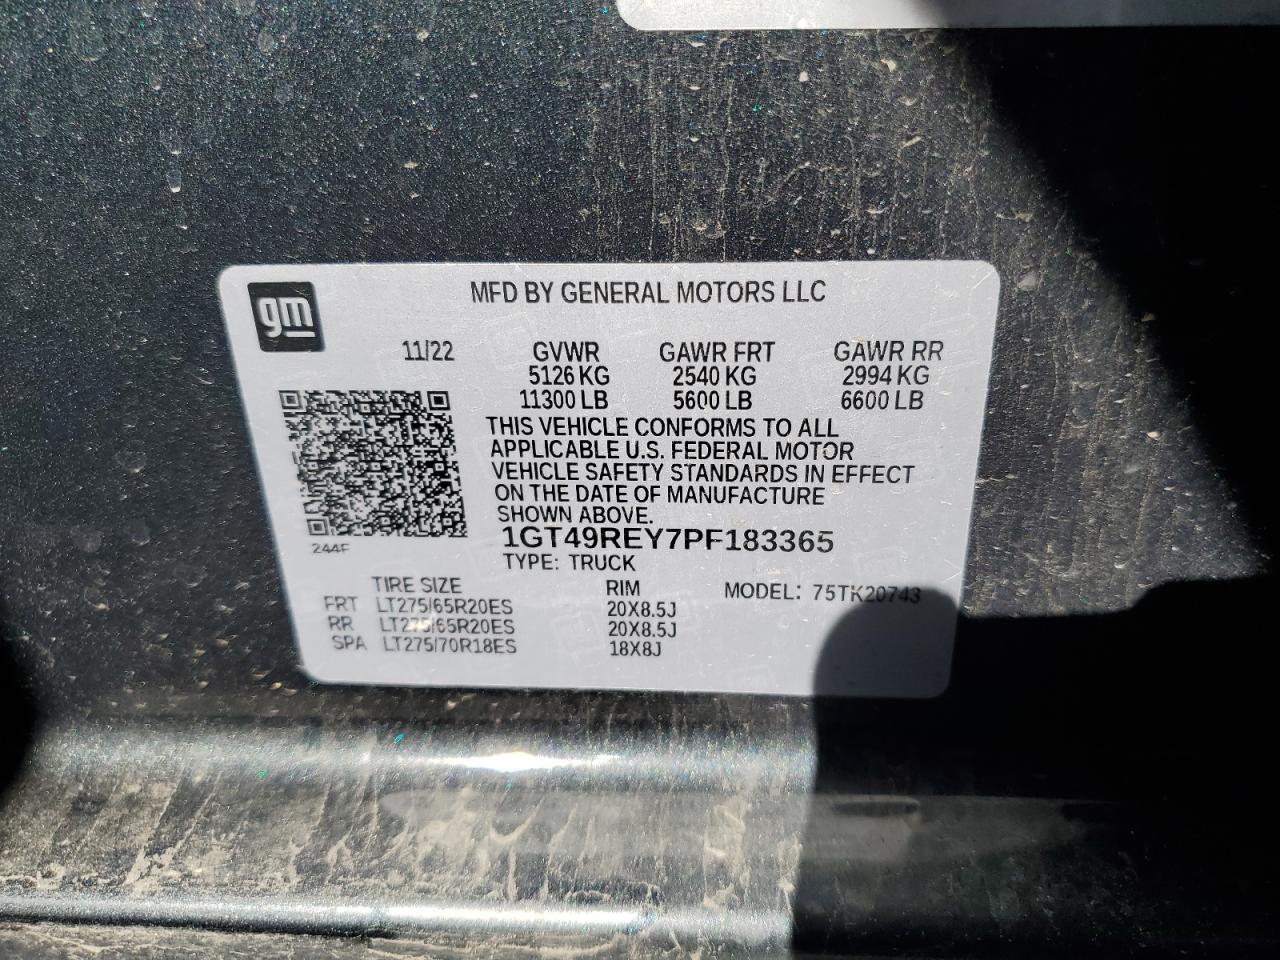 gm
MFD BY GENERAL MOTORS LLC
11/22 GVWR GAWR FRT GAWR RR
5126 KG 2540 KG 2994 KG
11300 LB 5600 LB 6600 LB
THIS VEHICLE CONFORMS TO ALL
APPLICABLE U.S. FEDERAL MOTOR
VEHICLE SAFETY STANDARDS IN EFFECT
ON THE DATE OF MANUFACTURE
SHOWN ABOVE.
1GT49REY7PF183365
244F
TYPE: TRUCK
TIRE SIZE RIM MODEL: 75TK20743
FRT LT275/65R20ES 20X8.5J
RR LT275/65R20ES 20X8.5J
SPA LT275/70R18ES 18X8J